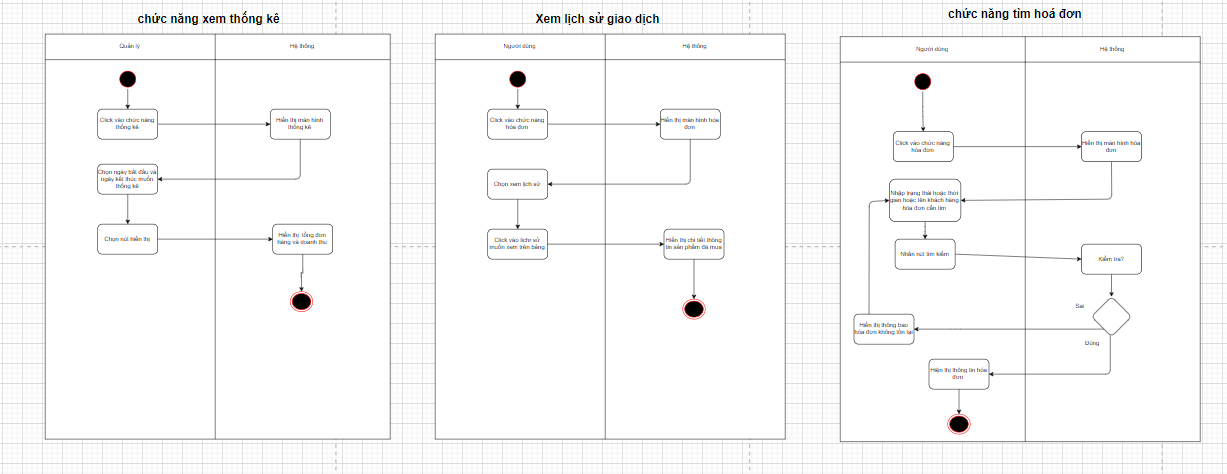 chức năng xem thống kê
Quản lý
Hệ thống
Click vào chức năng
thống kê
Hiển thị màn hình
thống kê
Chọn ngày bắt đầu và
ngày kết thúc muốn
thống kê
Chọn nút hiển thị
Hiển thị tổng đơn
hàng và doanh thu
Xem lịch sử giao dịch
Người dùng
Hệ thống
Click vào chức năng
hóa đơn
Hiển thị màn hình hóa
đơn
Chọn xem lịch sử
Click vào lichr sử
muốn xem trên bảng
Hiển thị chi tiết thông
tin sản phẩm đã mua
chức năng tìm hoá đơn
Người dùng
Hệ thống
Click vào chức năng
hóa đơn
Hiển thị màn hình hóa
đơn
Nhập trạng thái hoặc thời
gian hoặc tên khách hàng
hóa đơn cần tìm
Nhấn nút tìm kiếm
Kiểm tra?
Sai
Hiển thị thông bao
hóa đơn không tồn tại
Đúng
Hiện thị thông tin hóa
đơn